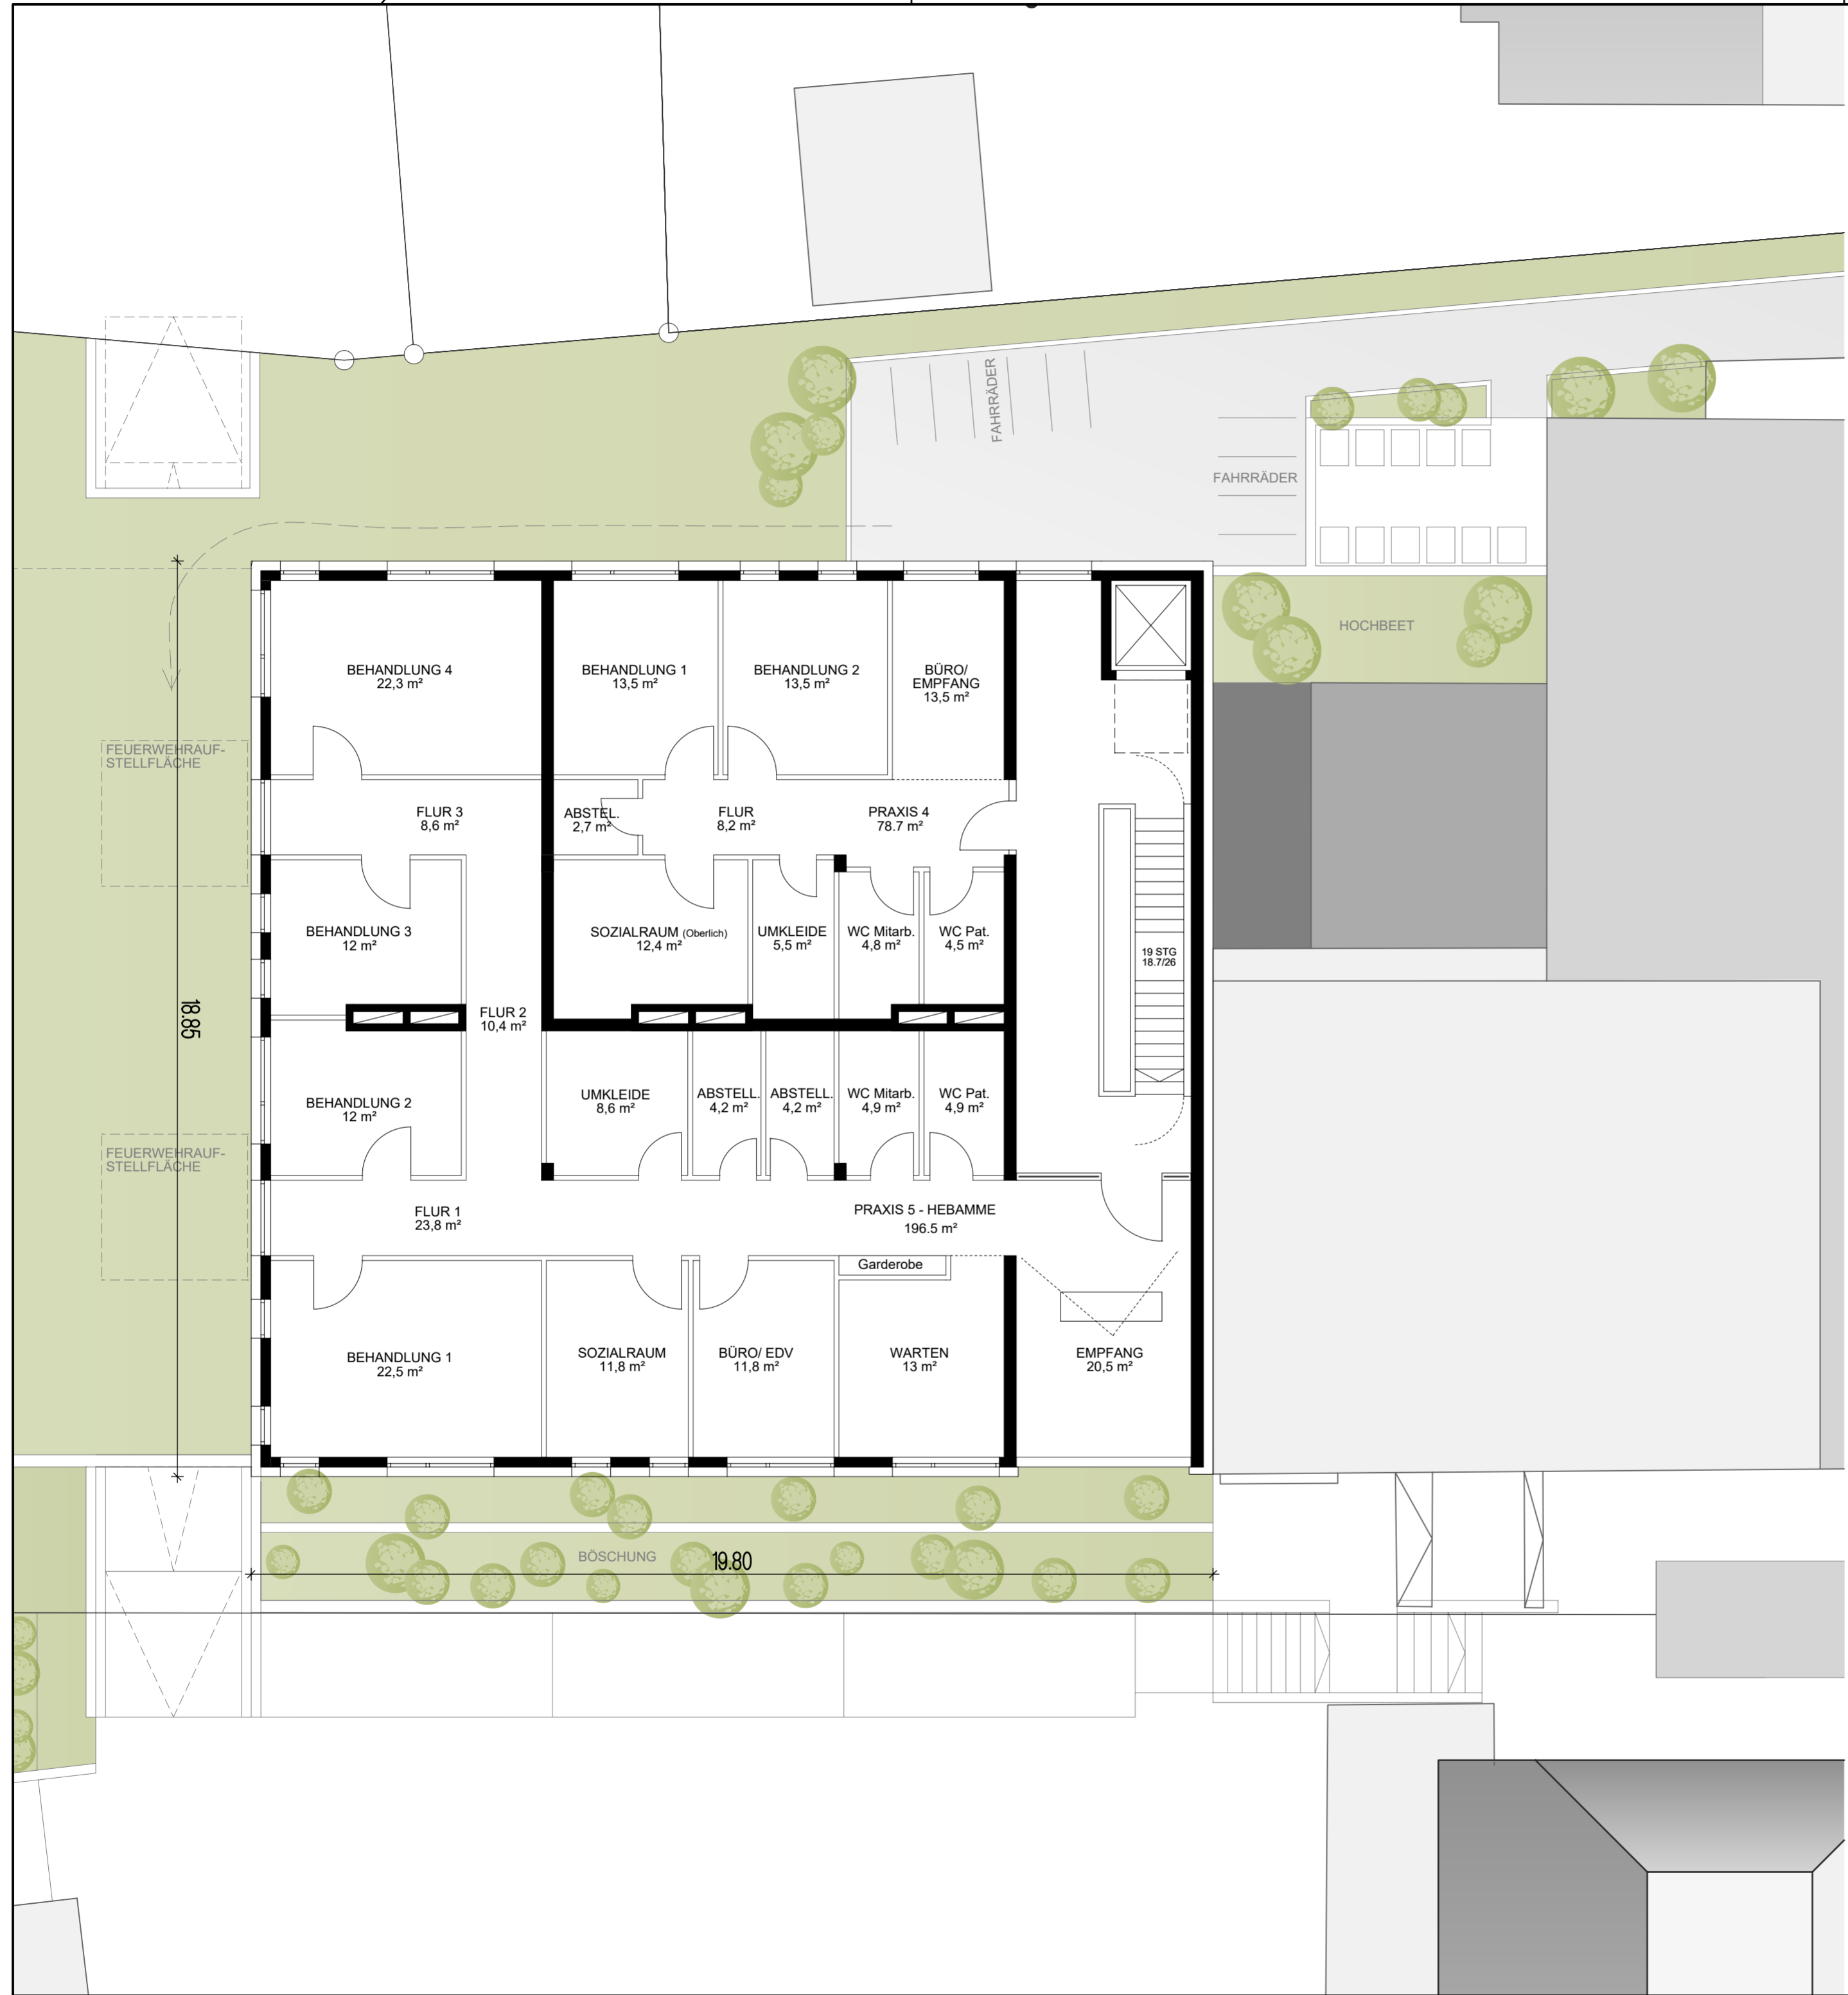 FAHRRÄDER
FAHRRÄDER
HOCHBEET
BEHANDLUNG 4
22,3 m²
BEHANDLUNG 1
13,5 m²
BEHANDLUNG 2
13,5 m²
BÜRO/
EMPFANG
13,5 m²
FEUERWEHRAUF-
STELLFLÄCHE
FLUR 3
8,6 m²
ABSTEL.
2,7 m²
FLUR
8,2 m²
PRAXIS 4
78.7 m²
BEHANDLUNG 3
12 m²
SOZIALRAUM (Oberlich)
12,4 m²
UMKLEIDE
5,5 m²
WC Mitarb.
4,8 m²
WC Pat.
4,5 m²
19 STG
18.7/26
18.85
FLUR 2
10,4 m²
BEHANDLUNG 2
12 m²
UMKLEIDE
8,6 m²
ABSTELL.
4,2 m²
ABSTELL.
4,2 m²
WC Mitarb.
4,9 m²
WC Pat.
4,9 m²
FEUERWEHRAUF-
STELLFLÄCHE
FLUR 1
23,8 m²
PRAXIS 5 - HEBAMME
196.5 m²
Garderobe
BEHANDLUNG 1
22,5 m²
SOZIALRAUM
11,8 m²
BÜRO/ EDV
11,8 m²
WARTEN
13 m²
EMPFANG
20,5 m²
BÖSCHUNG
19.80